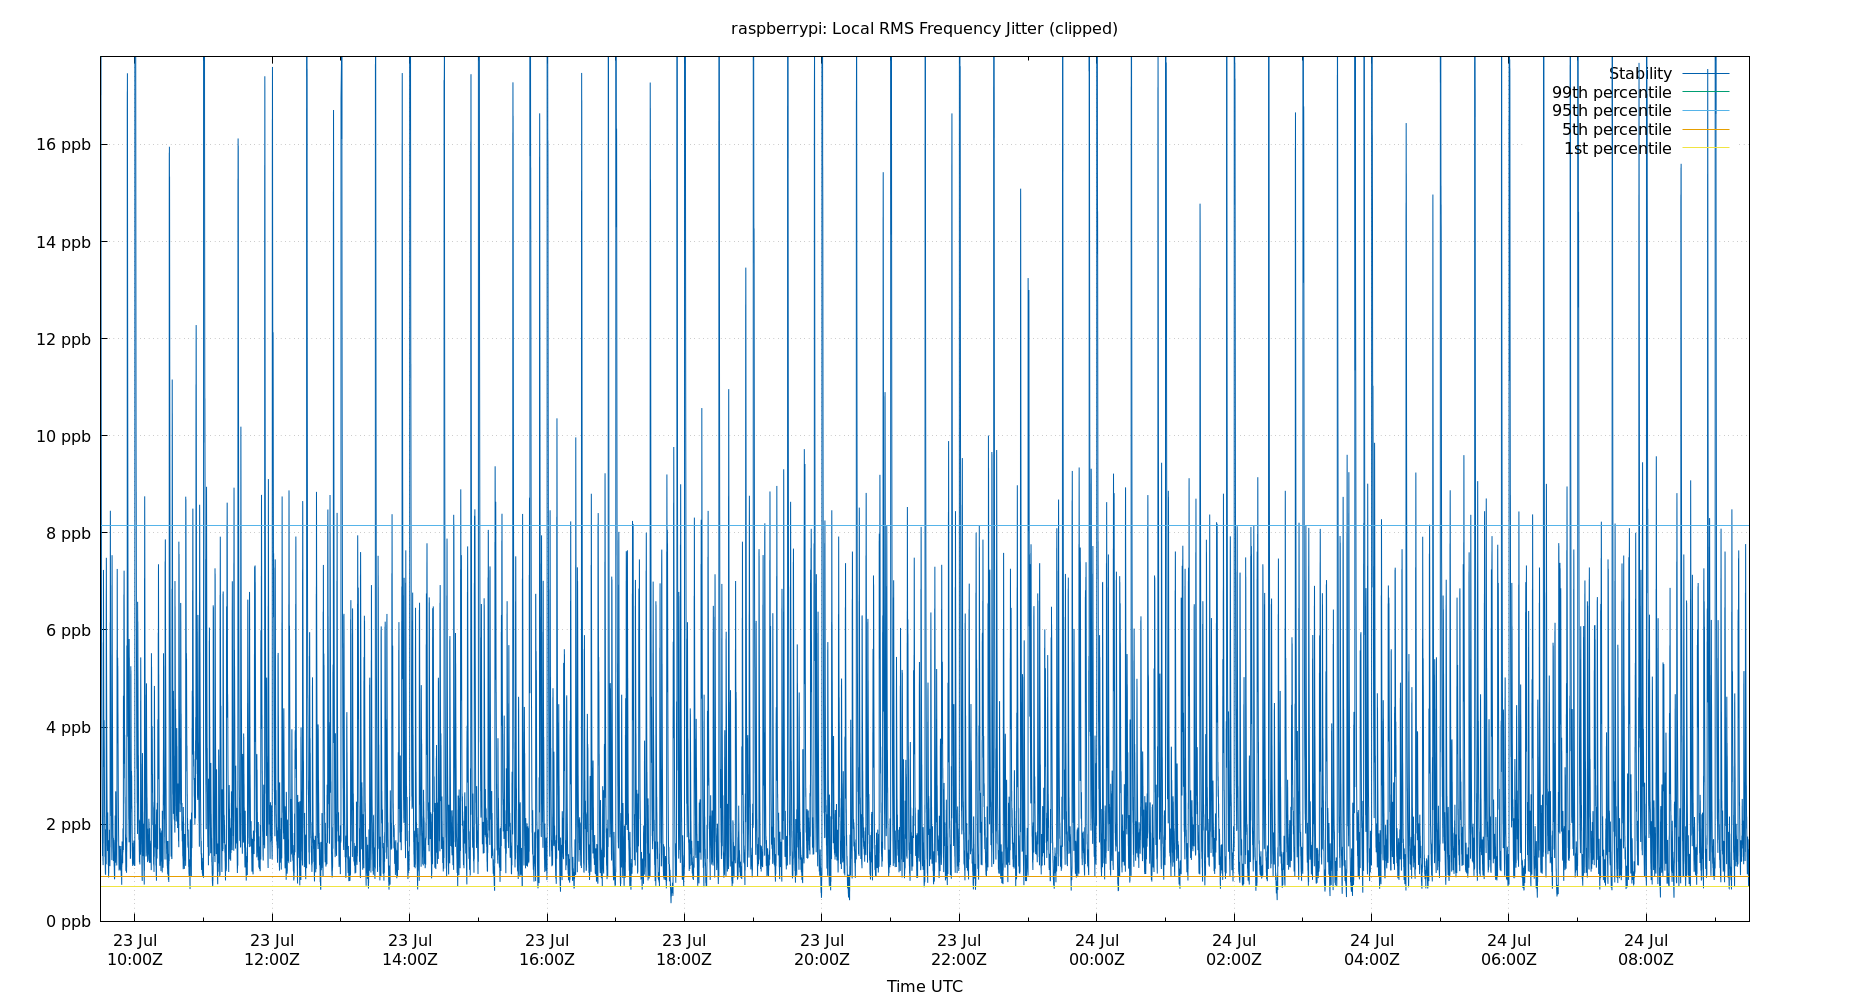 raspberrypi: Local RMS Frequency Jitter (clipped)
Stability
99th percentile
95th percentile
5th percentile
1st percentile
16 ppb
14 ppb
12 ppb
10 ppb
8 ppb
6 ppb
4 ppb
2 ppb
0 ppb
23 Jul 23 Jul 23 Jul 23 Jul 23 Jul 23 Jul 23 Jul 24 Jul 24 Jul 24 Jul 24 Jul 24 Jul
10:00Z 12:00Z 14:00Z 16:00Z 18:00Z 20:00Z 22:00Z 00:00Z 02:00Z 04:00Z 06:00Z 08:00Z
Time UTC